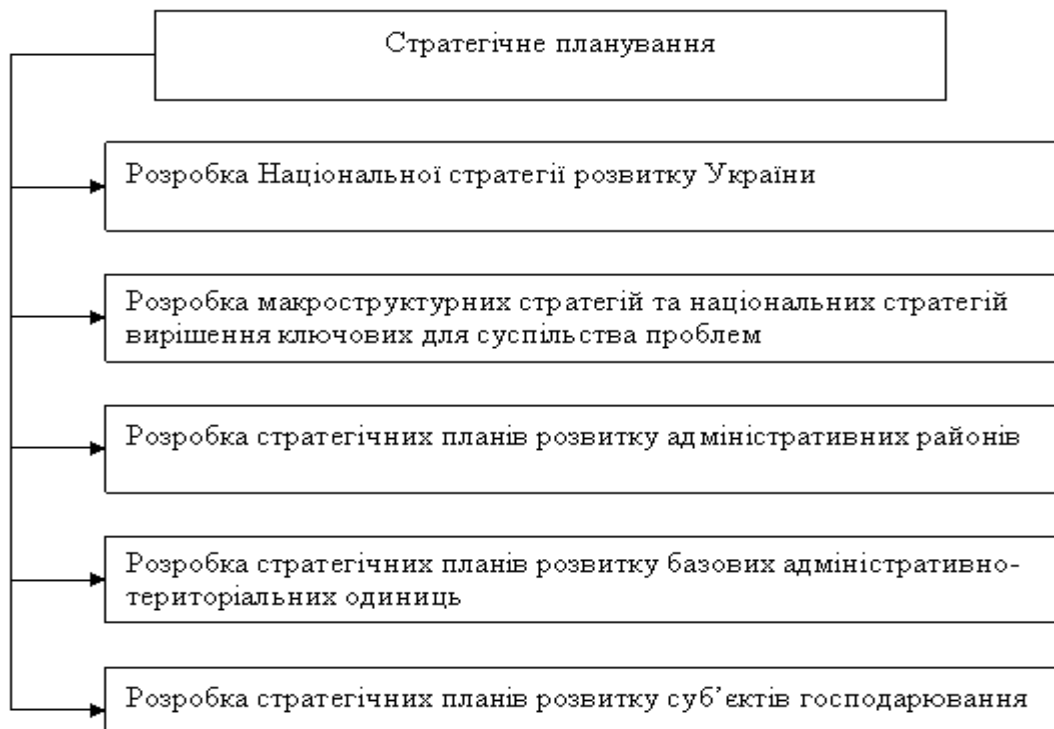 Стратегічне планування
Розробка Національної стратегії розвитку України
Розробка макроструктурних стратегій та національних стратегій
вирішення ключових для суспільства проблем
Розробка стратегічних планів розвитку адміністративних районів
Розробка стратегічних планів розвитку базових адміністративно-
територіальних одиниць
Розробка стратегічних планів розвитку суб’єктів господарювання